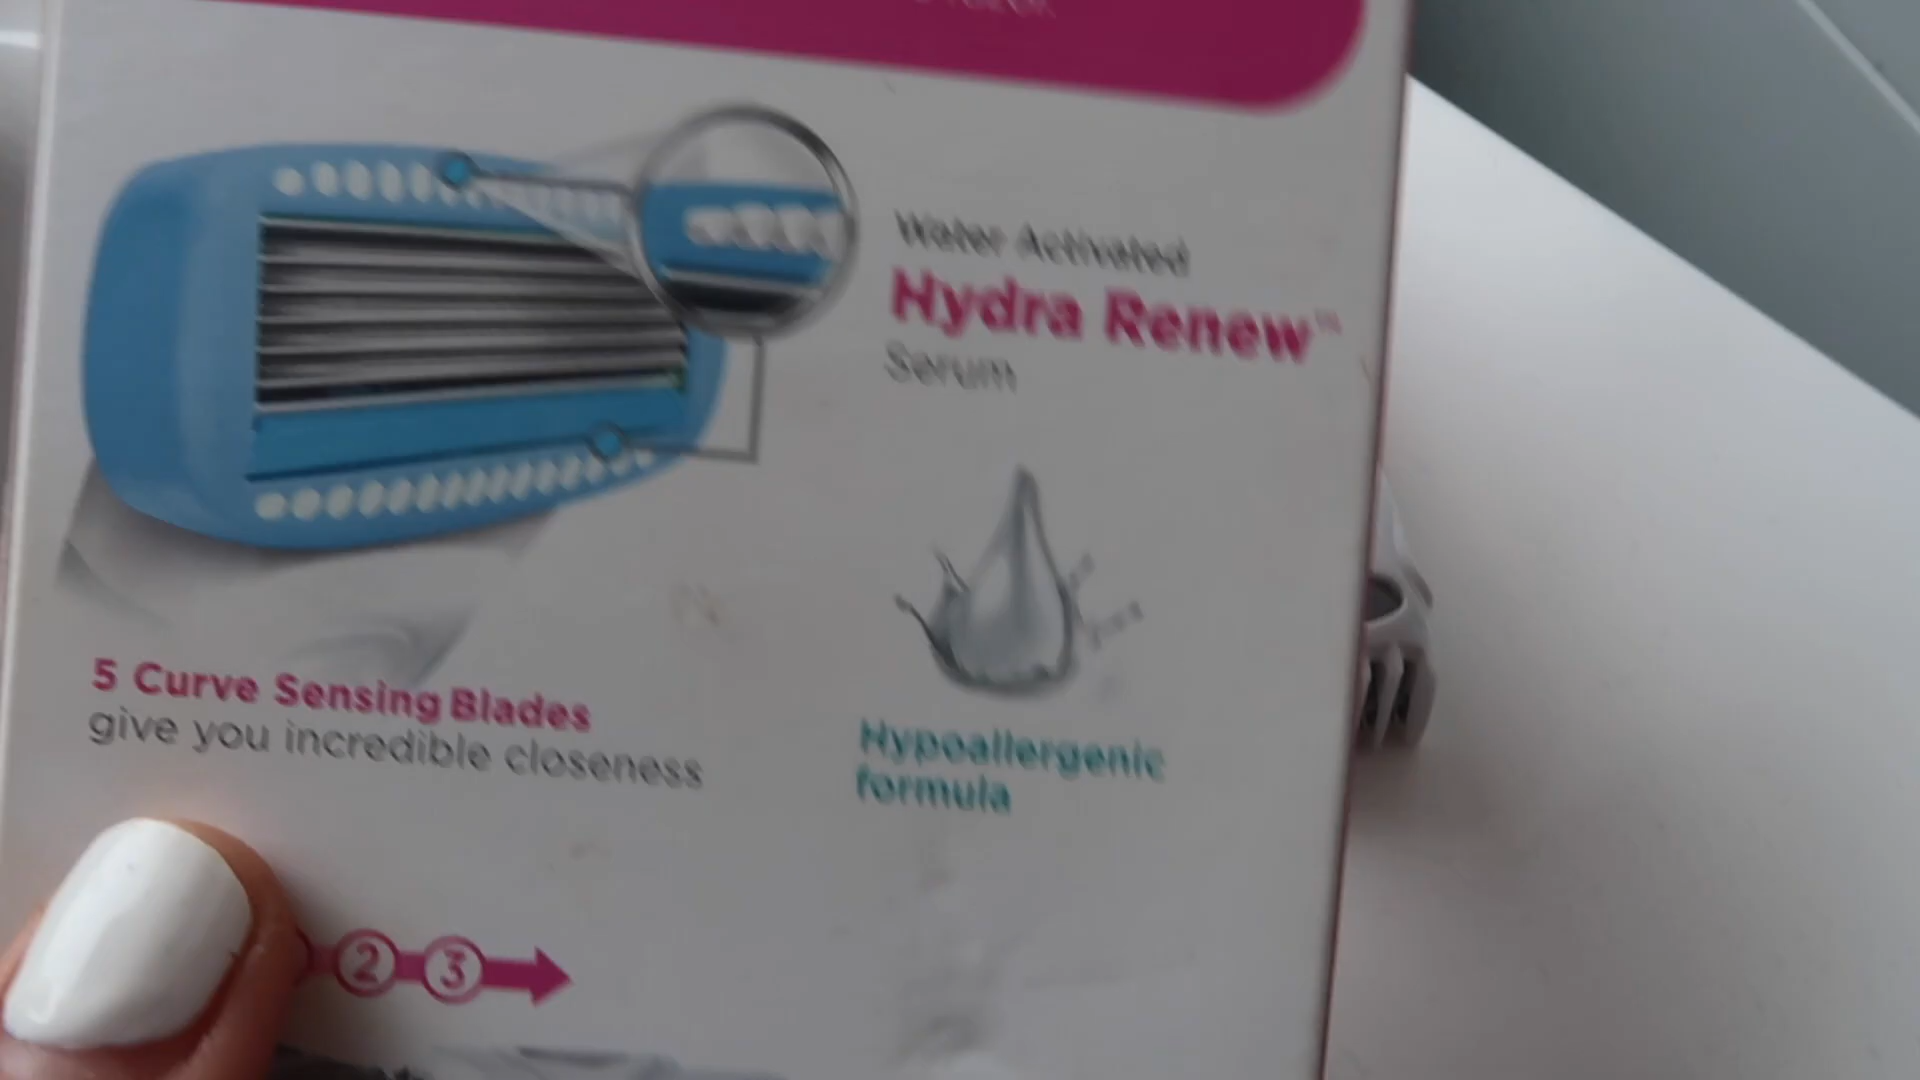 Water Activated
Hydra Renew™
Serum
5 Curve Sensing Blades
give you incredible closeness
Hypoallergenic
formula
2 3